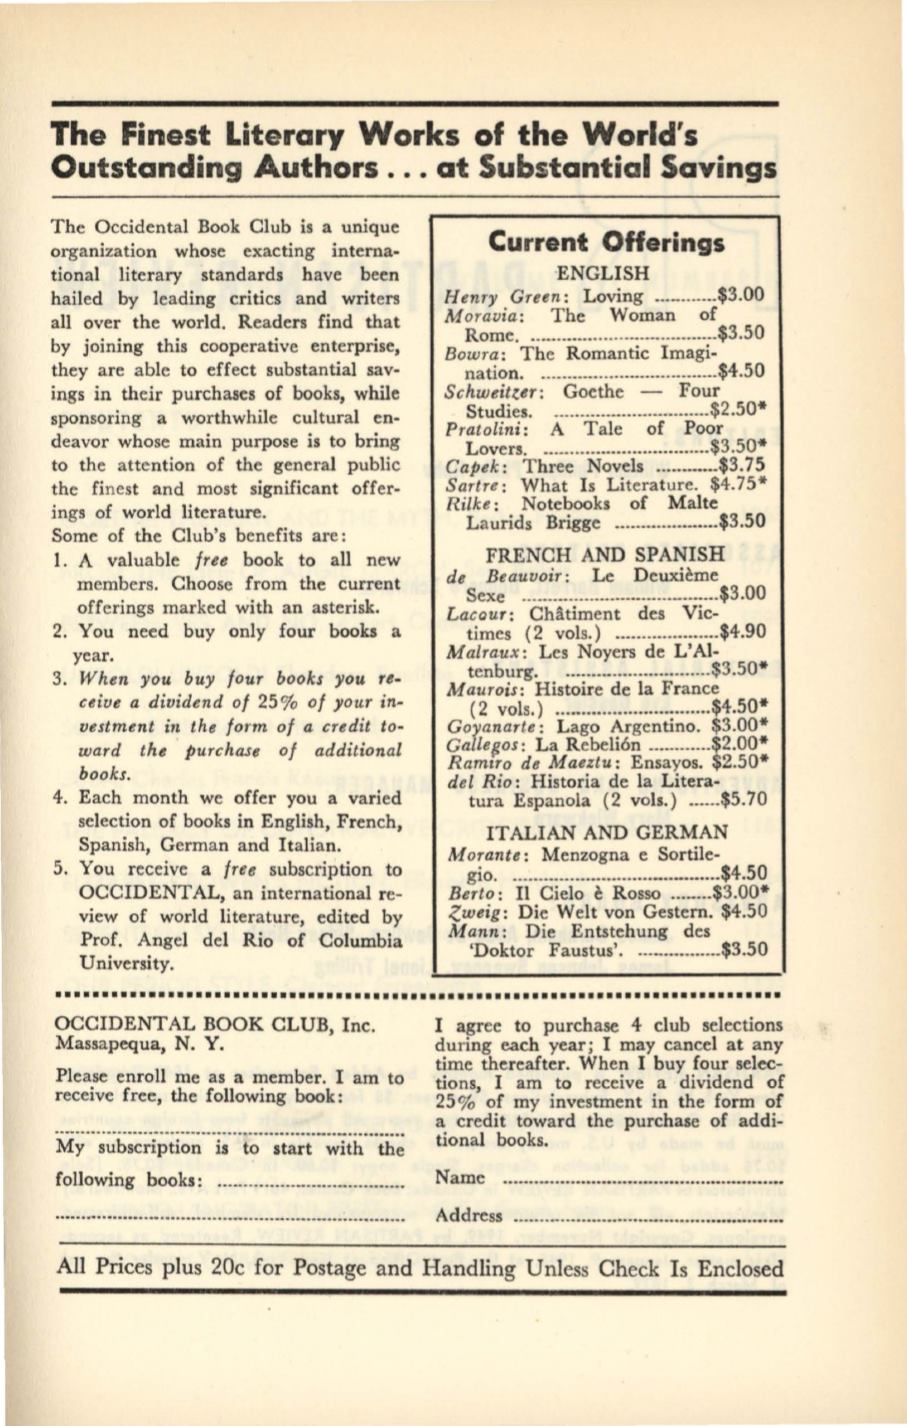 The Finest Literary Works of the World's
Outstanding Authors . . . at Substantial Savings
The Occidental Book Club is a unique
organization whose exacting interna-
tional literary standards have been
hailed by leading critics and writers
all over the world. Readers find that
by joining this cooperative enterprise,
they are able to effect substantial sav-
ings in their purchases of books, while
sponsoring a worthwhile cultural en-
deavor whose main purpose is to bring
to the attention of the general public
the finest and most significant offer-
ings of world literature.
Some of the Club's benefits are:
1. A valuable free book to all new
members. Choose from the current
offerings marked with an asterisk.
2. You need buy only four books a
year.
3. When you buy four books you re-
ceive a dividend of 25% of your in-
vestment in the form of a credit to-
ward the purchase of additional
books.
4. Each month we offer you a varied
selection of books in English, French,
Spanish, German and Italian.
5. You receive a free subscription to
OCCIDENTAL, an international re-
view of world literature, edited by
Prof. Angel del Rio of Columbia
University.
Current Offerings
ENGLISH
Henry Green: Loving ............$3.00
Moravia: The Woman of
Rome. ....................................$3.50
Bowra: The Romantic Imagi-
nation. ..................................$4.50
Schweitzer: Goethe — Four
Studies. ..............................$2.50*
Pratolini: A Tale of Poor
Lovers. ................................$3.50*
Capek: Three Novels ............$3.75
Sartre: What Is Literature. $4.75*
Rilke: Notebooks of Malte
Laurids Brigge ....................$3.50
FRENCH AND SPANISH
de Beauvoir: Le Deuxième
Sexe ......................................$3.00
Lacour: Châtiment des Vic-
times (2 vols.) ....................$4.90
Malraux: Les Noyers de L'Al-
tenburg. ............................$3.50*
Maurois: Histoire de la France
(2 vols.) ..............................$4.50*
Goyanarte: Lago Argentino. $3.00*
Gallegos: La Rebelión ............$2.00*
Ramiro de Maeztu: Ensayos. $2.50*
del Rio: Historia de la Litera-
tura Espanola (2 vols.) ......$5.70
ITALIAN AND GERMAN
Morante: Menzogna e Sortile-
gio. ........................................$4.50
Berto: Il Cielo è Rosso ........$3.00*
Zweig: Die Welt von Gestern. $4.50
Mann: Die Entstehung des
'Doktor Faustus'. ................$3.50
OCCIDENTAL BOOK CLUB, Inc.
Massapequa, N. Y.
Please enroll me as a member. I am to
receive free, the following book:
My subscription is to start with the
following books: ....................................
I agree to purchase 4 club selections
during each year; I may cancel at any
time thereafter. When I buy four selec-
tions, I am to receive a dividend of
25% of my investment in the form of
a credit toward the purchase of addi-
tional books.
Name ......................................................
Address ....................................................
All Prices plus 20c for Postage and Handling Unless Check Is Enclosed